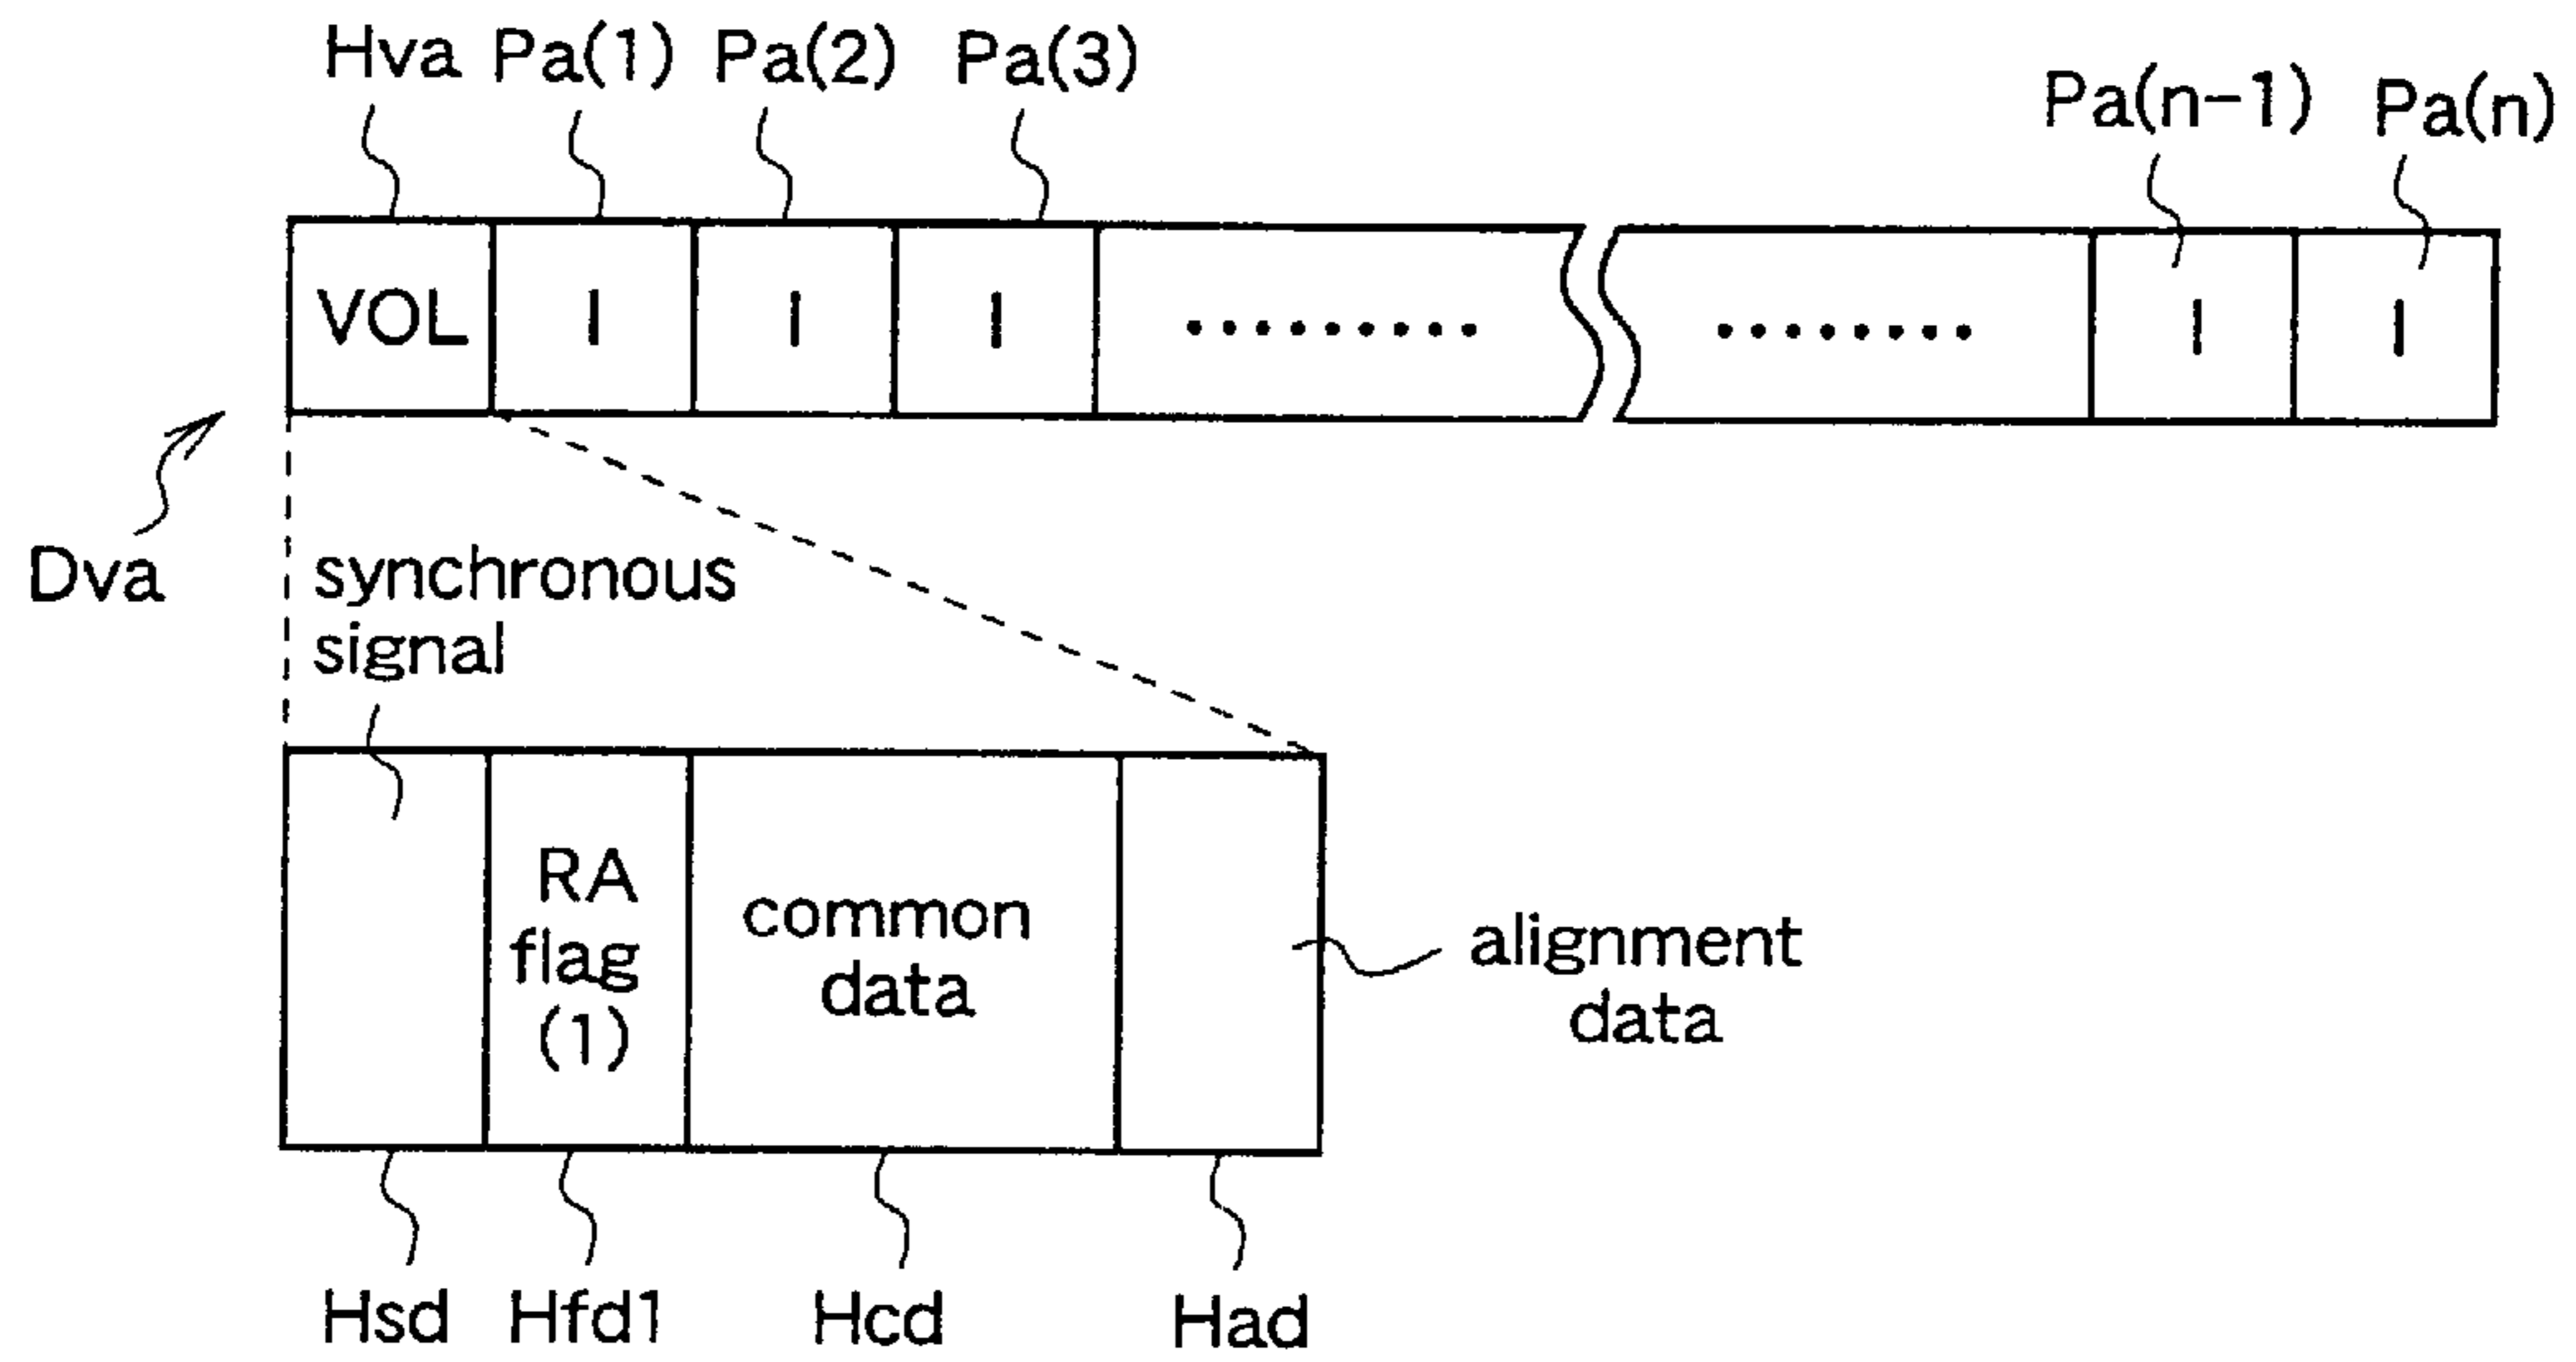 Hva Pa(1) Pa(2) Pa(3) Pa(n-1) Pa(n)
VOL I I I ......... ........ I I
Dva
synchronous
signal
RA
flag
(1)
common
data
alignment
data
Hsd Hfd1 Hcd Had